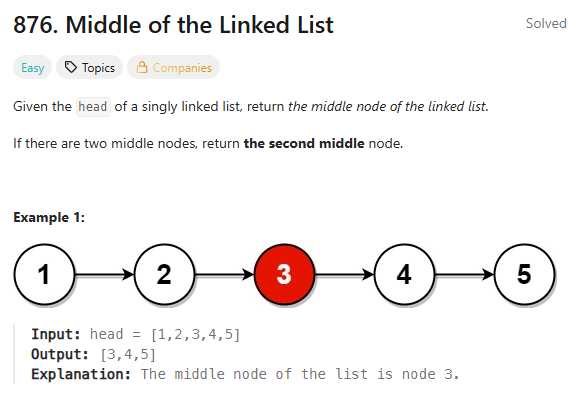 876. Middle of the Linked List
Solved
Easy Topics Companies
Given the head of a singly linked list, return the middle node of the linked list.
If there are two middle nodes, return the second middle node.
Example 1:
1 2 3 4 5
Input: head = [1,2,3,4,5]
Output: [3,4,5]
Explanation: The middle node of the list is node 3.